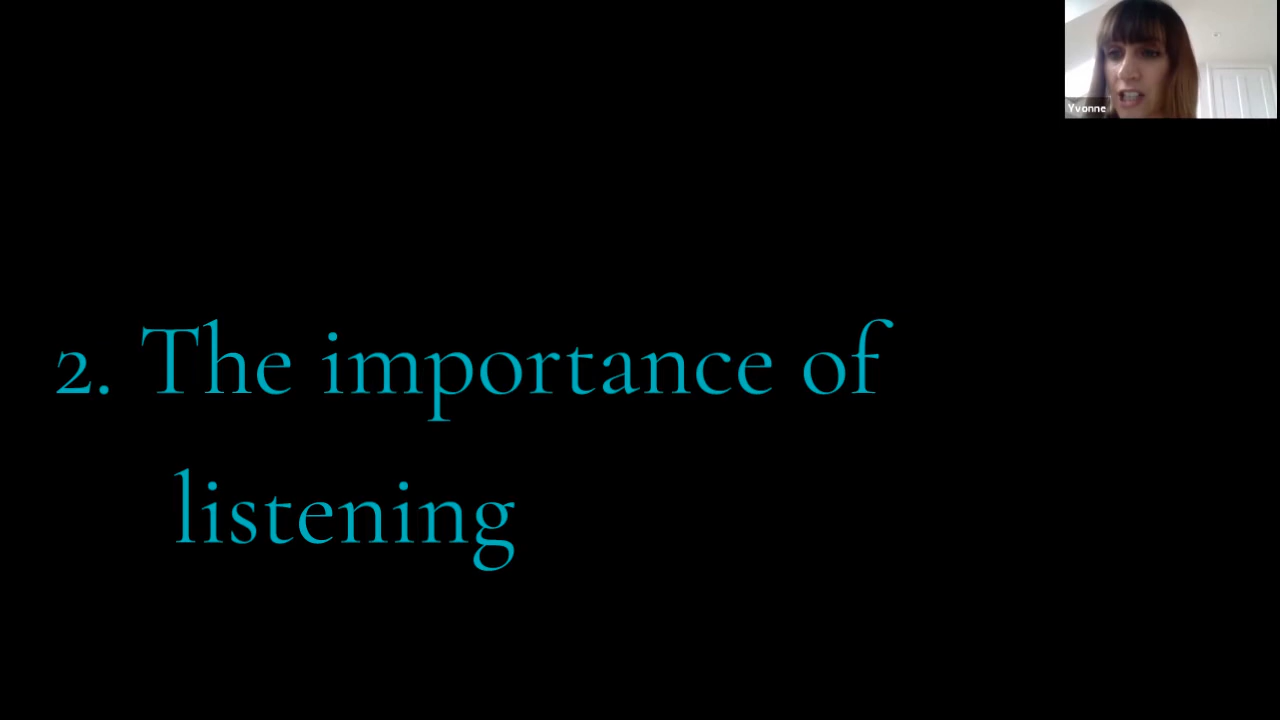 Yvonne
2. The importance of
listening